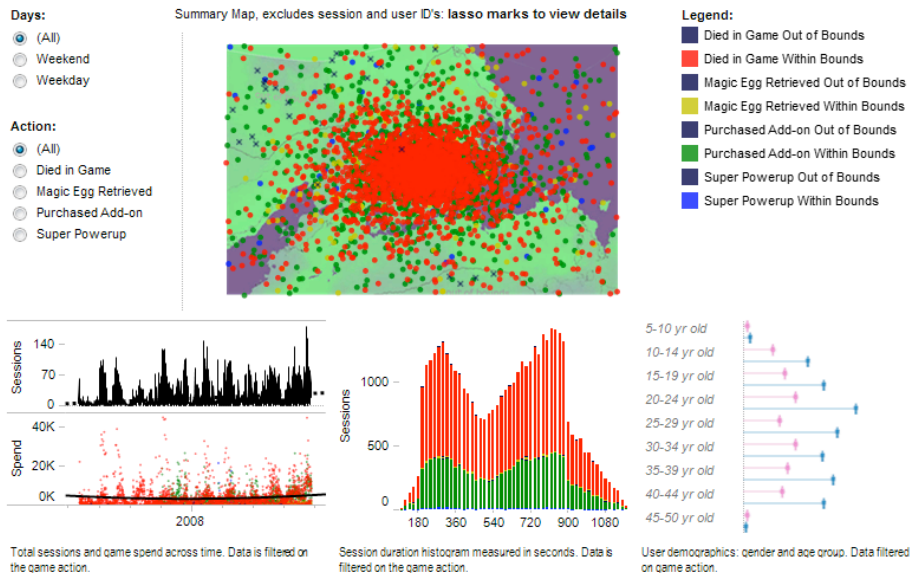 Days:
(All)
Weekend
Weekday
Action:
(All)
Died in Game
Magic Egg Retrieved
Purchased Add-on
Super Powerup
Summary Map, excludes session and user ID's: lasso marks to view details
Legend:
Died in Game Out of Bounds
Died in Game Within Bounds
Magic Egg Retrieved Out of Bounds
Magic Egg Retrieved Within Bounds
Purchased Add-on Out of Bounds
Purchased Add-on Within Bounds
Super Powerup Out of Bounds
Super Powerup Within Bounds
Sessions
140
70
0
Spend
40K
20K
0K
2008
Total sessions and game spend across time. Data is filtered on
the game action.
Sessions
1000
500
0
180 360 540 720 900 1080
Session duration histogram measured in seconds. Data is
filtered on the game action.
5-10 yr old
10-14 yr old
15-19 yr old
20-24 yr old
25-29 yr old
30-34 yr old
35-39 yr old
40-44 yr old
45-50 yr old
User demographics: gender and age group. Data filtered
on game action.